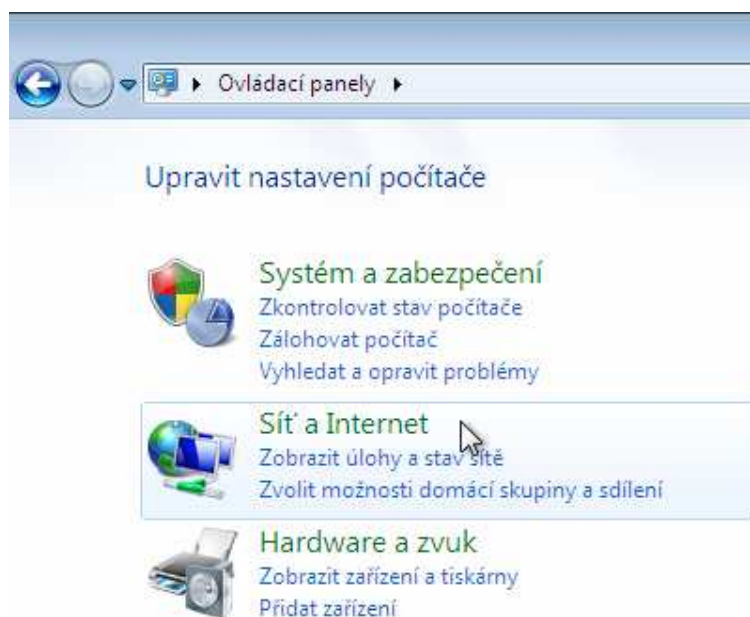 Ovládací panely
Upravit nastavení počítače
Systém a zabezpečení
Zkontrolovat stav počítače
Zálohovat počítač
Vyhledat a opravit problémy
Síť a Internet
Zobrazit úlohy a stav sítě
Zvolit možnosti domácí skupiny a sdílení
Hardware a zvuk
Zobrazit zařízení a tiskárny
Přidat zařízení